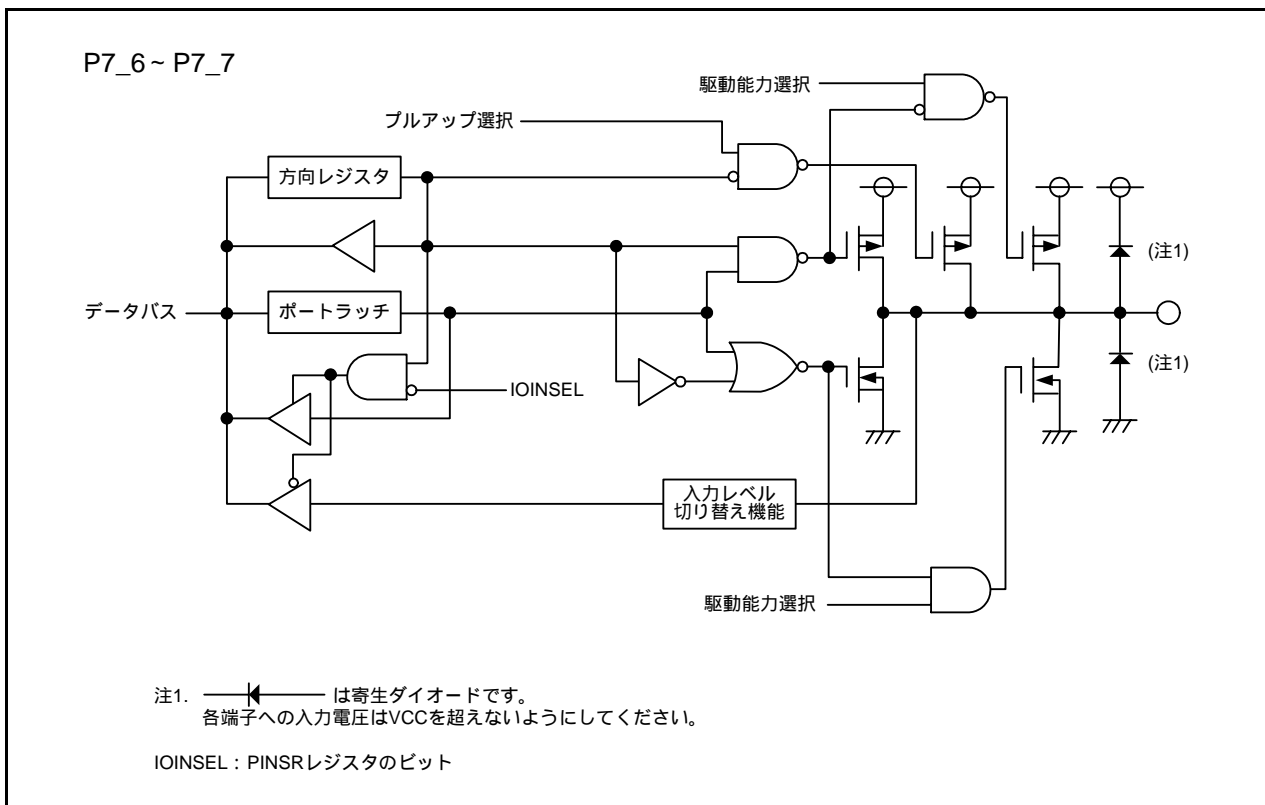 P7_6~ P7_7
駆動能力選択
プルアップ選択
方向レジスタ
(注1)
データバス
ポートラッチ
(注1)
IOINSEL
入力レベル
切り替え機能
駆動能力選択
注1. は寄生ダイオードです。
各端子への入力電圧はVCCを超えないようにしてください。
IOINSEL : PINSRレジスタのビット